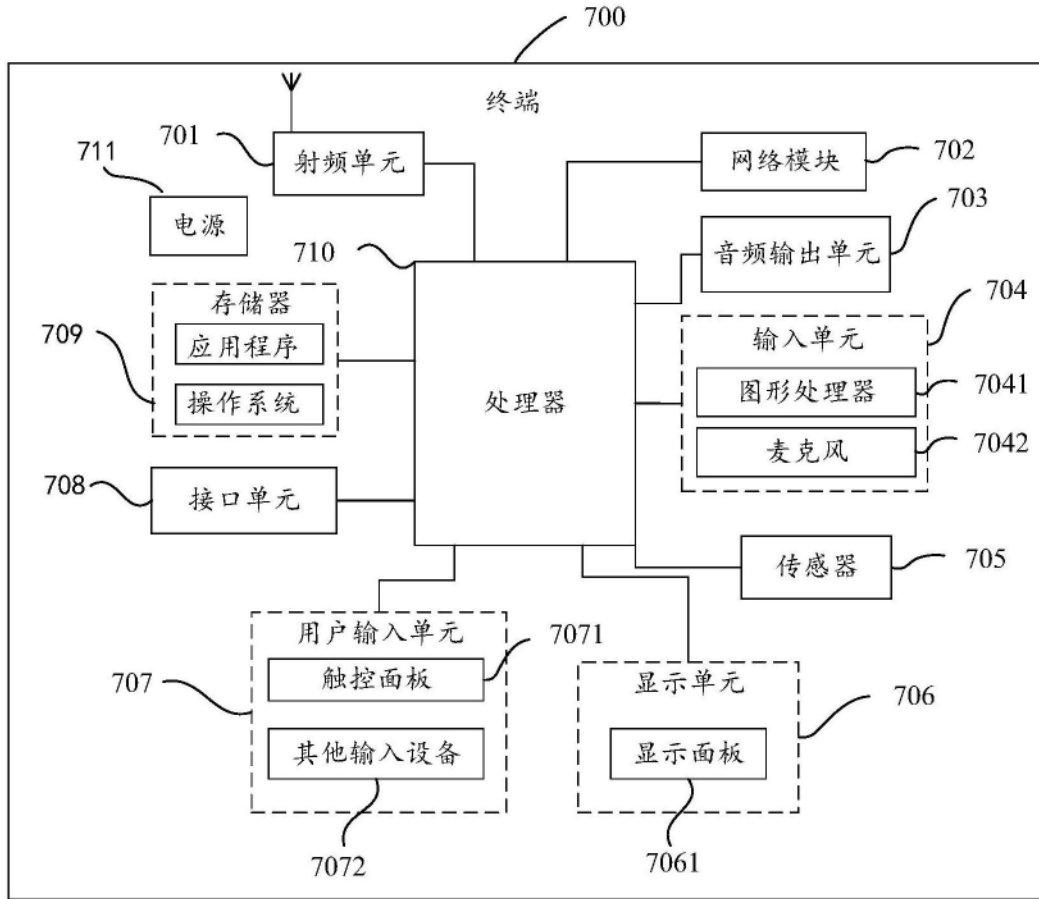 700
终端
701
射频单元
网络模块
702
711
电源
703
音频输出单元
710
704
存储器
应用程序
操作系统
709
处理器
输入单元
图形处理器
7041
麦克风
7042
708
接口单元
传感器
705
用户输入单元
7071
触控面板
707
其他输入设备
7072
显示单元
706
显示面板
7061